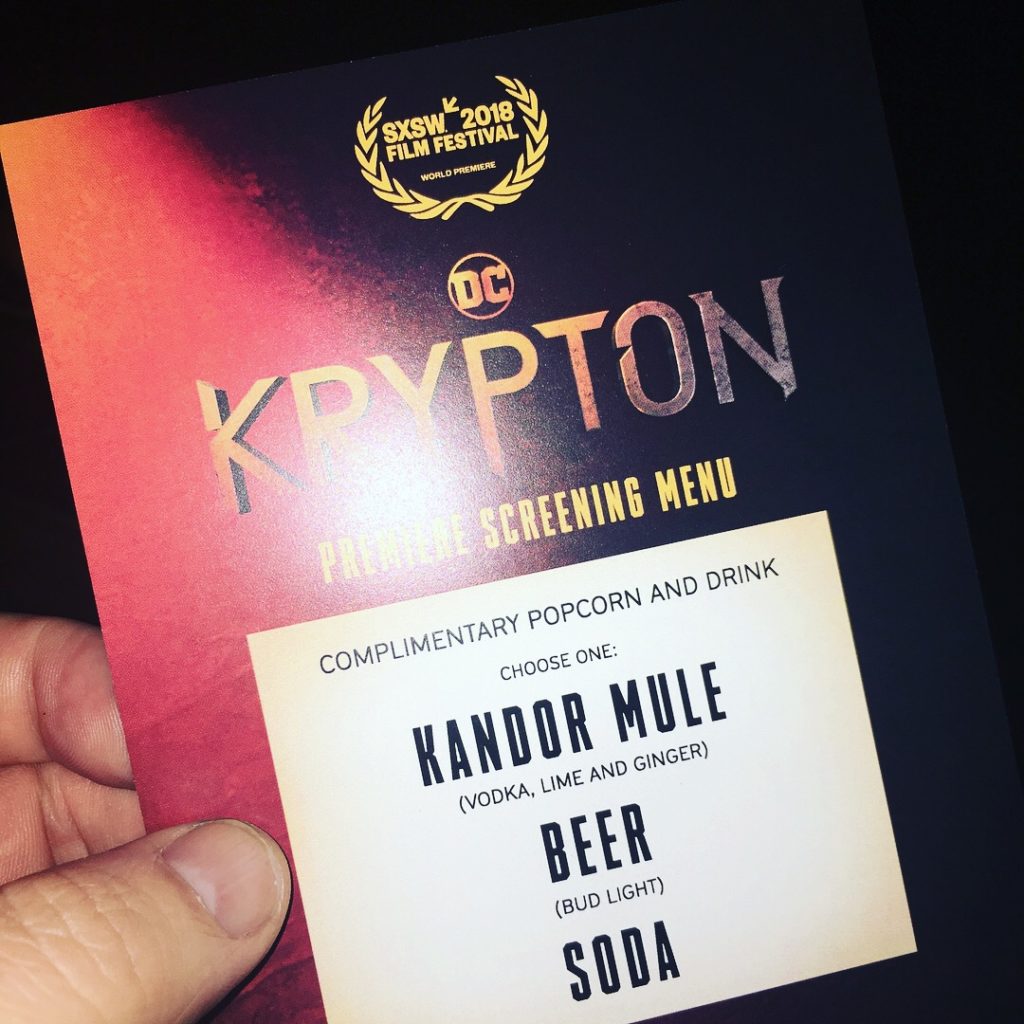 SXSW 2018
FILM FESTIVAL
WORLD PREMIERE
DC
KRYPTON
PREMIERE SCREENING MENU
COMPLIMENTARY POPCORN AND DRINK
CHOOSE ONE:
KANDOR MULE
(VODKA, LIME AND GINGER)
BEER
(BUD LIGHT)
SODA